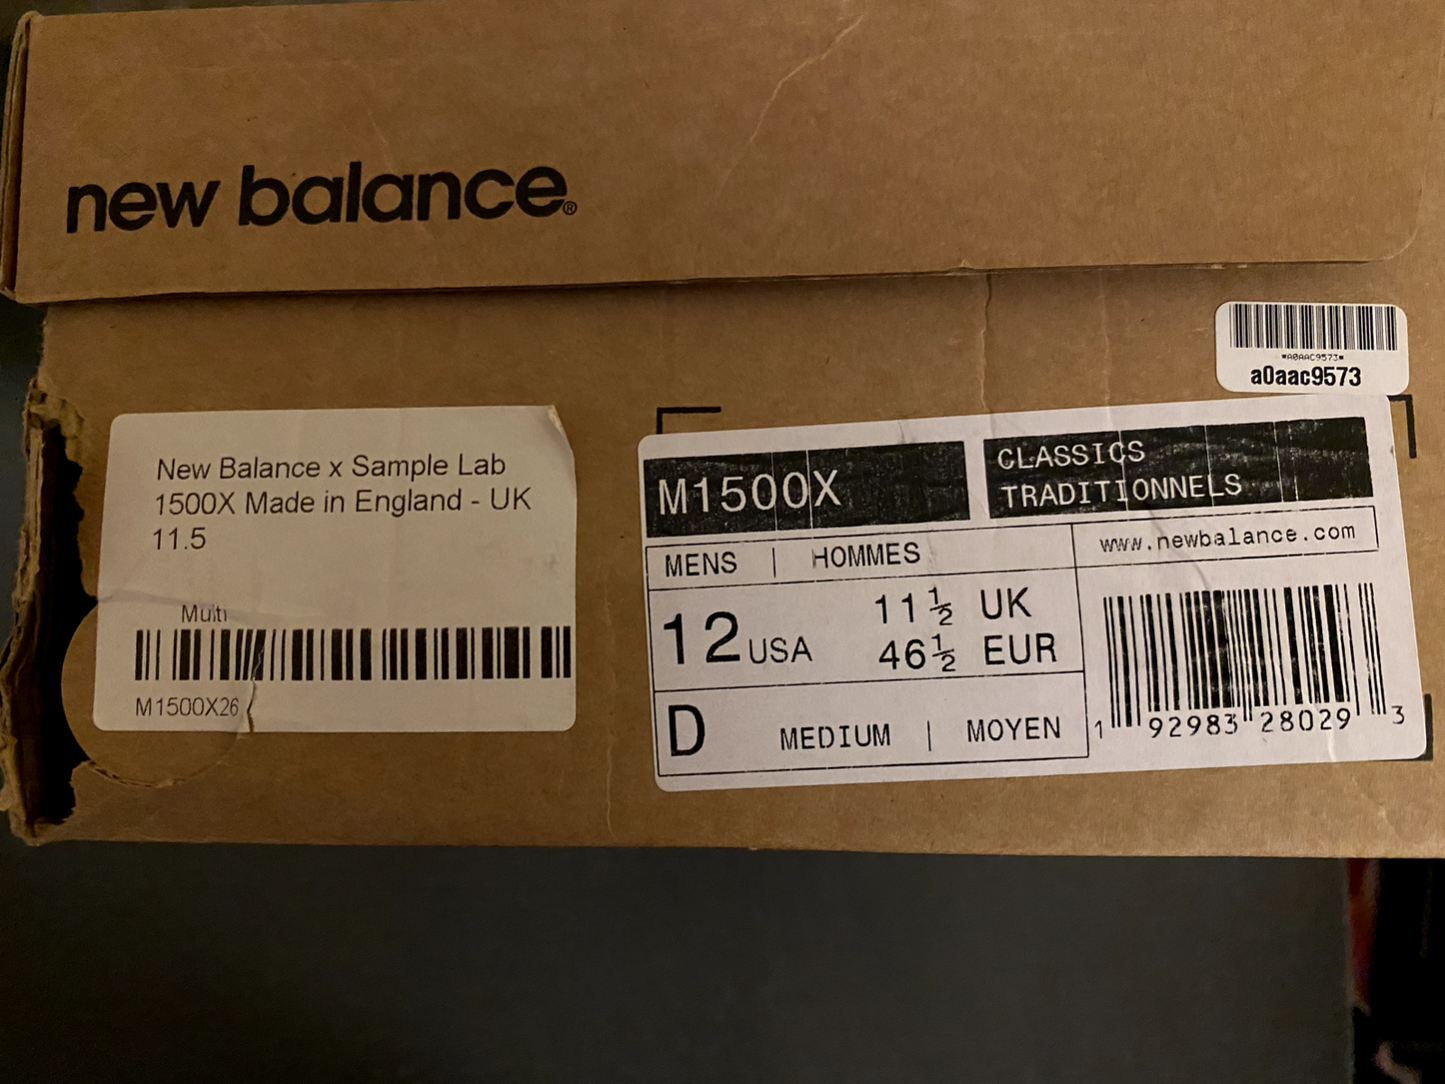 new balance®
*A0AAC9573*
a0aac9573
New Balance x Sample Lab
1500X Made in England - UK
11.5
Multi
M1500X26
M1500X
CLASSICS
TRADITIONNELS
MENS | HOMMES
www.newbalance.com
12 USA
11½ UK
46½ EUR
D MEDIUM | MOYEN
1 92983 28029 3